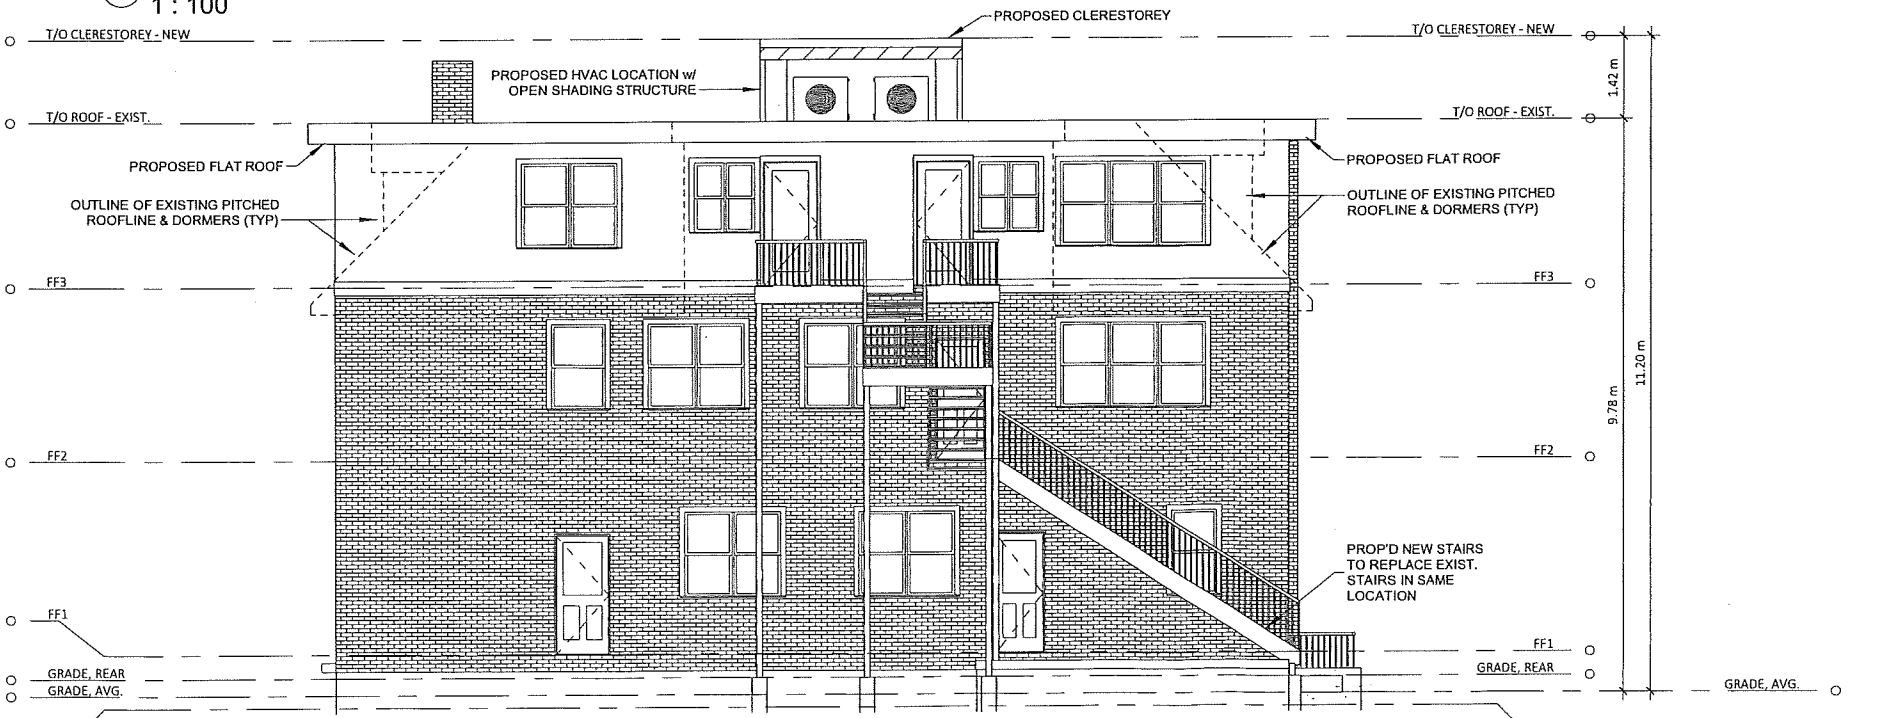 1 : 100
PROPOSED CLERESTOREY
T/O CLERESTOREY - NEW
T/O CLERESTOREY - NEW
PROPOSED HVAC LOCATION w/
OPEN SHADING STRUCTURE
1.42 m
T/O ROOF - EXIST.
T/O ROOF - EXIST.
PROPOSED FLAT ROOF
PROPOSED FLAT ROOF
OUTLINE OF EXISTING PITCHED
ROOFLINE & DORMERS (TYP)
OUTLINE OF EXISTING PITCHED
ROOFLINE & DORMERS (TYP)
FF3
FF3
11.20 m
9.78 m
FF2
FF2
PROP'D NEW STAIRS
TO REPLACE EXIST.
STAIRS IN SAME
LOCATION
FF1
FF1
GRADE, REAR
GRADE, REAR
GRADE, AVG.
GRADE, AVG.